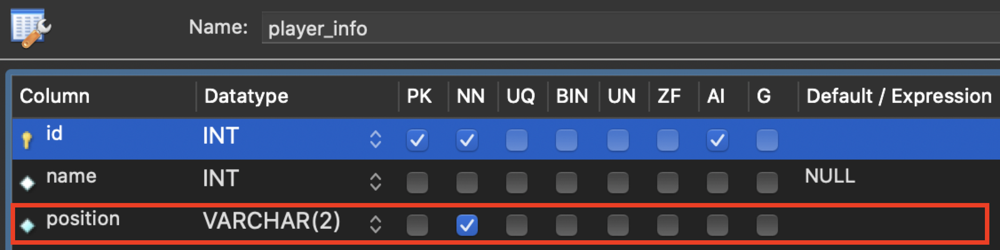 Name: player_info
Column Datatype PK NN UQ BIN UN ZF AI G Default / Expression
id INT
name INT NULL
position VARCHAR(2)